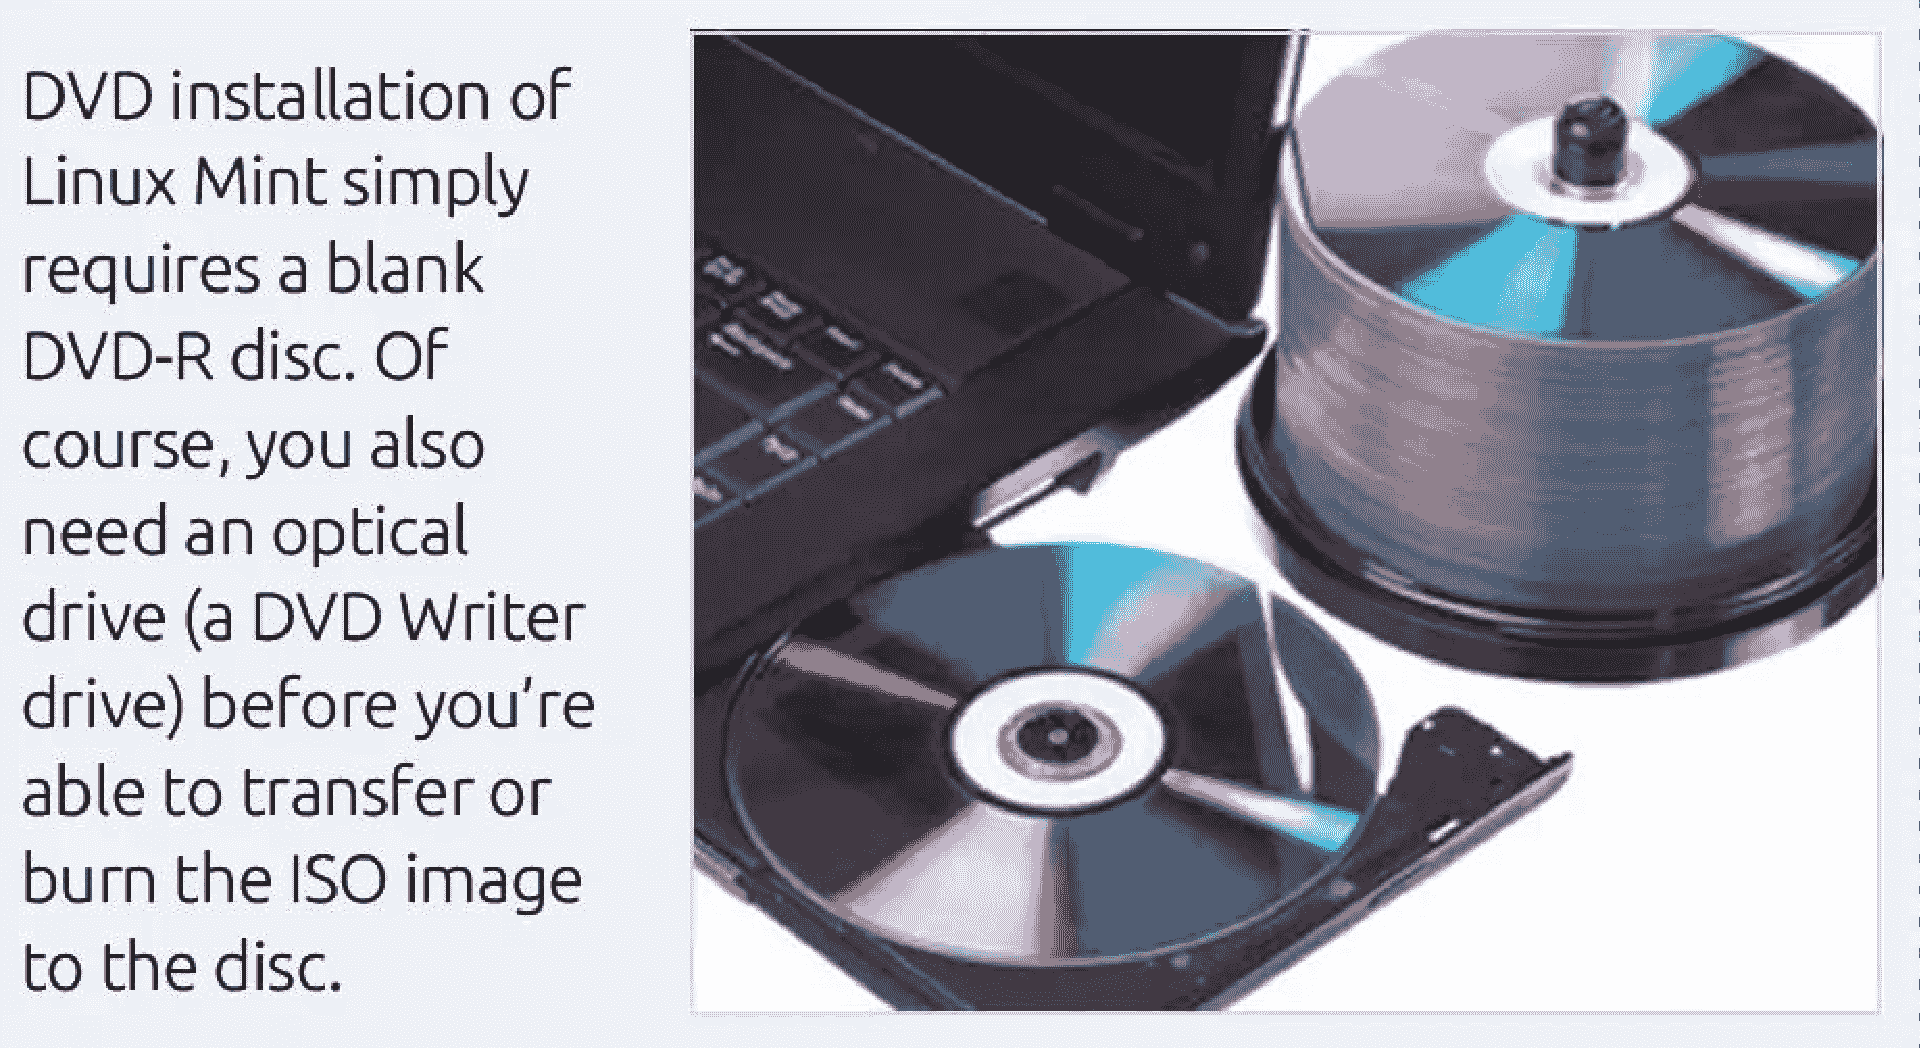 DVD installation of
Linux Mint simply
requires a blank
DVD-R disc. Of
course, you also
need an optical
drive (a DVD Writer
drive) before you’re
able to transfer or
burn the ISO image
to the disc.